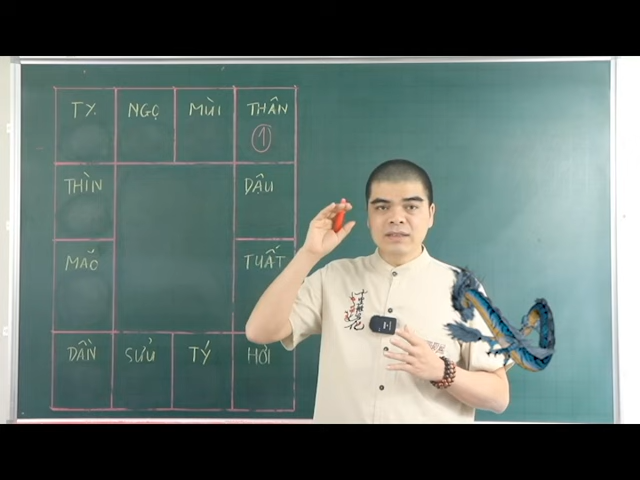 TỴ NGỌ MÙI THÂN
1
THÌN DẬU
MÃO TUẤT
DẦN SỬU TÝ HỢI